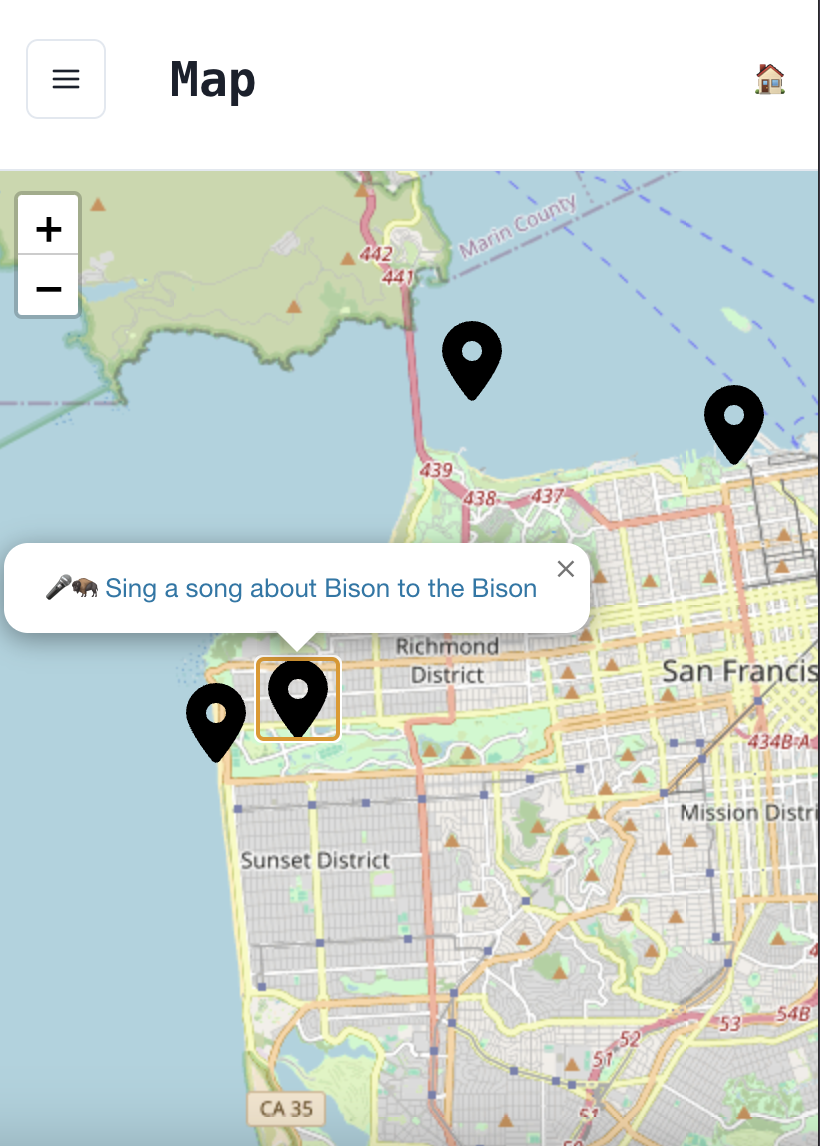 Map
+
−
Marin County
442
441
439
438
437
🎤🦬 Sing a song about Bison to the Bison
×
Richmond
District
San Francis
434B-A
Mission Distri
Sunset District
54B
53
52
51
CA 35